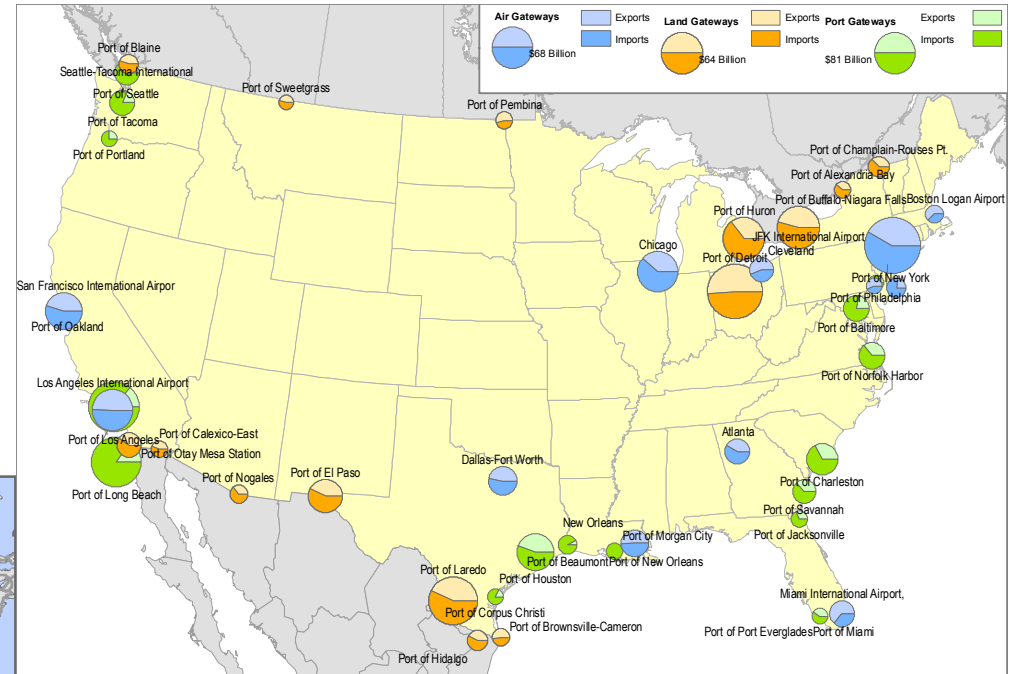 Air Gateways
Exports
Imports
$68 Billion
Land Gateways
Exports
Imports
$64 Billion
Port Gateways
Exports
Imports
$81 Billion
Port of Blaine
Seattle-Tacoma International
Port of Seattle
Port of Tacoma
Port of Portland
Port of Sweetgrass
Port of Pembina
Port of Champlain-Rouses Pt.
Port of Alexandria Bay
Port of Buffalo-Niagara Falls
Boston Logan Airport
Port of Huron
JFK International Airport
Chicago
Port of Detroit
Cleveland
Port of New York
Port of Philadelphia
Port of Baltimore
Port of Norfolk Harbor
San Francisco International Airpor
Port of Oakland
Los Angeles International Airport
Port of Los Angeles
Port of Calexico-East
Port of Otay Mesa Station
Port of Long Beach
Port of Nogales
Port of El Paso
Dallas-Fort Worth
Atlanta
Port of Charleston
Port of Savannah
Port of Jacksonville
New Orleans
Port of Morgan City
Port of Beaumont
Port of New Orleans
Port of Houston
Port of Laredo
Port of Corpus Christi
Port of Brownsville-Cameron
Port of Hidalgo
Miami International Airport,
Port of Port Everglades
Port of Miami